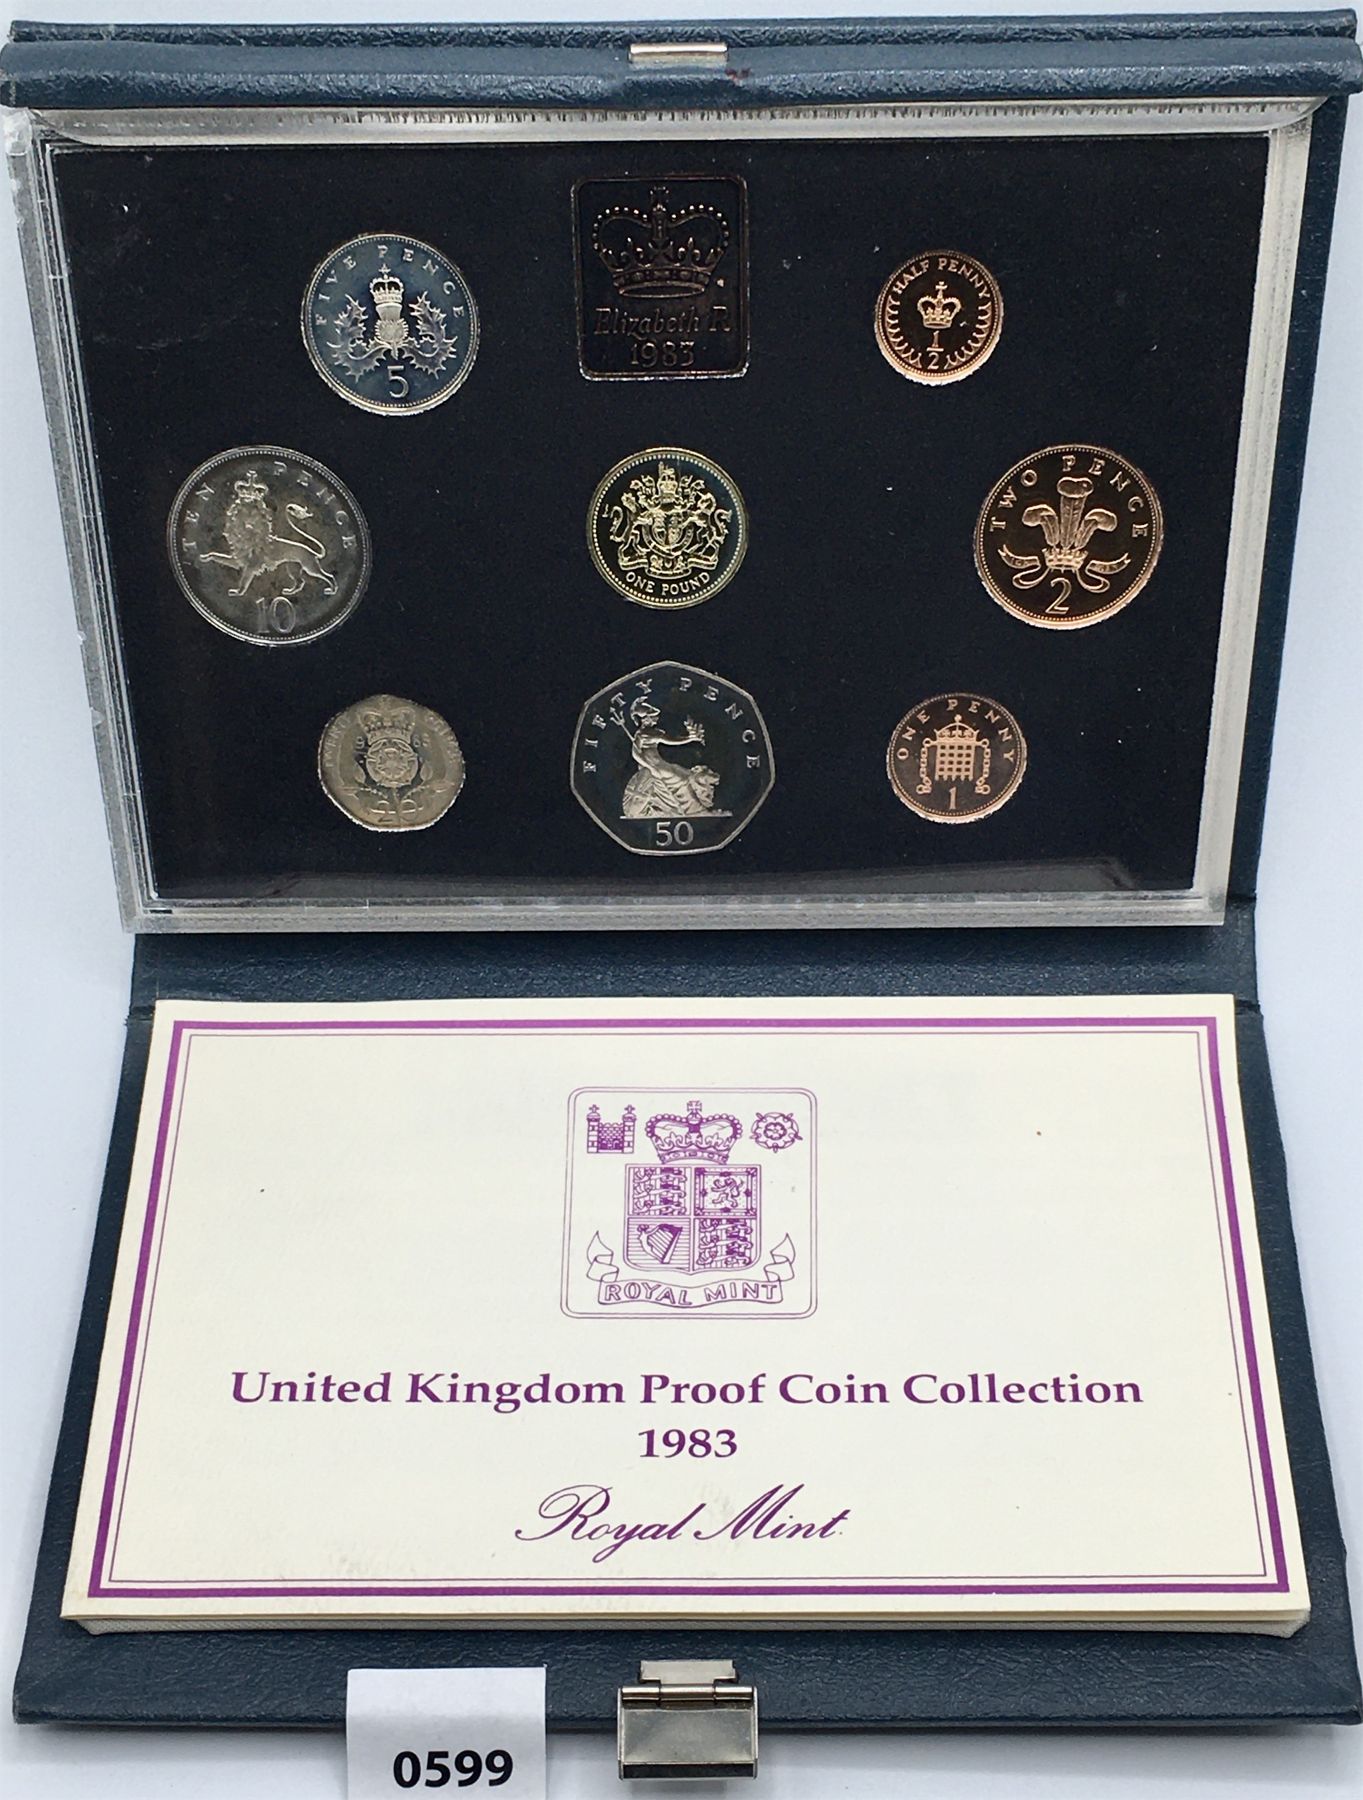 FIVE PENCE
5
Elizabeth R
1983
HALF PENNY
1/2
TEN PENCE
10
ONE POUND
TWO PENCE
2
FIFTY PENCE
50
ONE PENNY
1
ROYAL MINT
United Kingdom Proof Coin Collection
1983
Royal Mint
0599